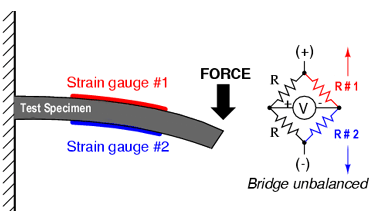 Strain gauge #1
Test Specimen
Strain gauge #2
FORCE
(+)
R
R#1
+ V -
R
R#2
(-)
Bridge unbalanced